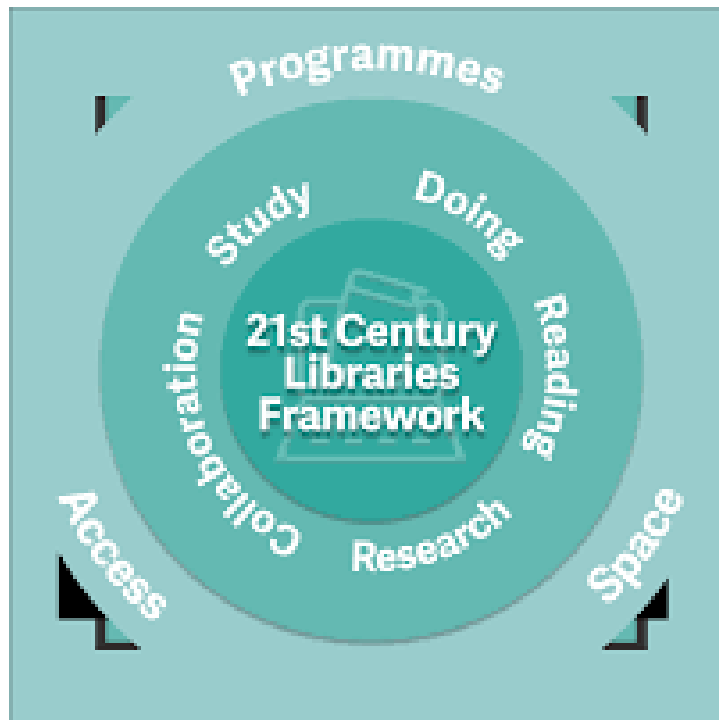 Programmes
Study
Doing
Reading
Research
Collaboration
21st Century
Libraries
Framework
Access
Space